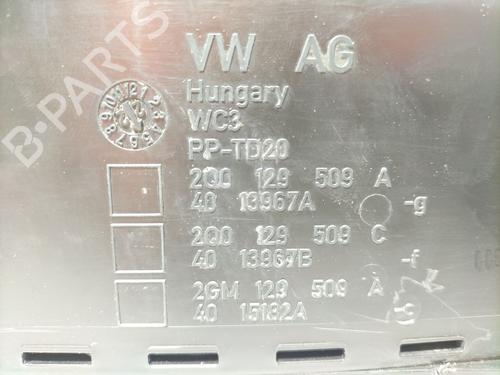 VW AG
Hungary
WC3
PP-TD20
2Q0 129 509 A
40 13967A -g
2Q0 129 509 C
40 13967B -f
2GM 129 509 A
40 15182A
B-PARTS